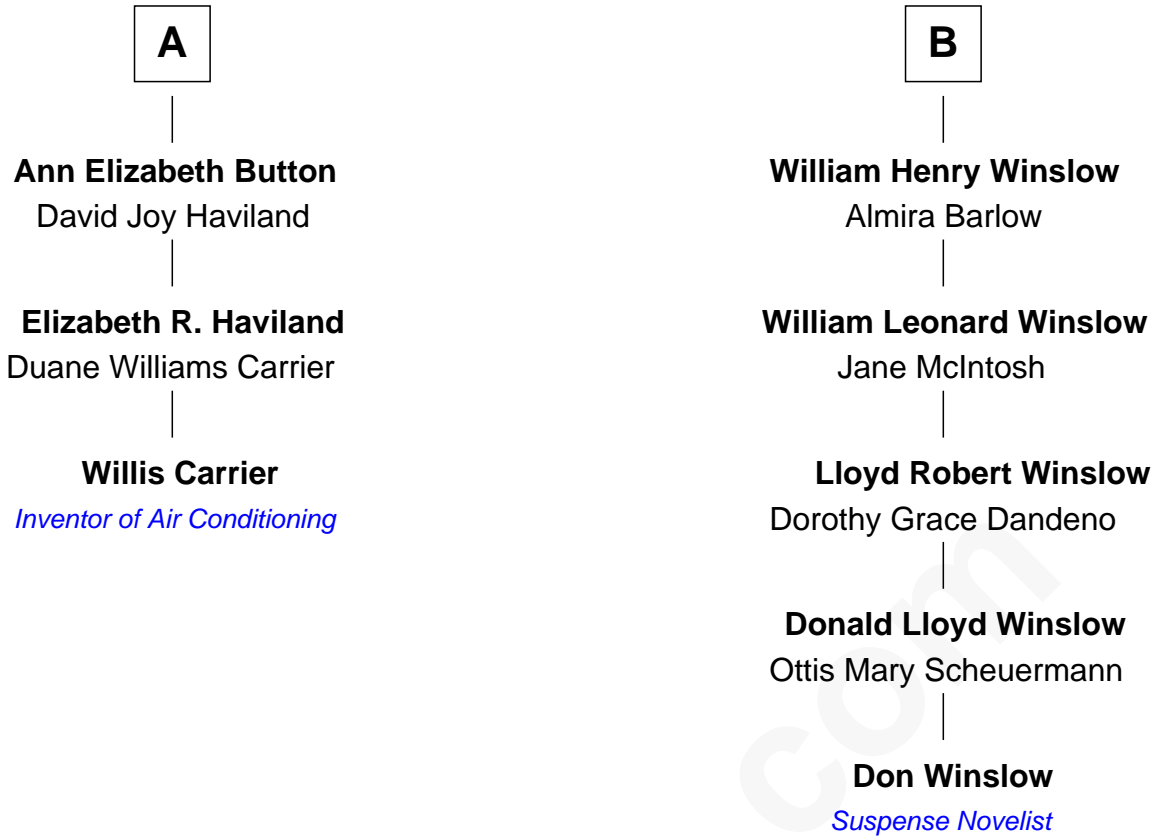 A
Ann Elizabeth Button
David Joy Haviland
Elizabeth R. Haviland
Duane Williams Carrier
Willis Carrier
Inventor of Air Conditioning
B
William Henry Winslow
Almira Barlow
William Leonard Winslow
Jane McIntosh
Lloyd Robert Winslow
Dorothy Grace Dandeno
Donald Lloyd Winslow
Ottis Mary Scheuermann
Don Winslow
Suspense Novelist
com